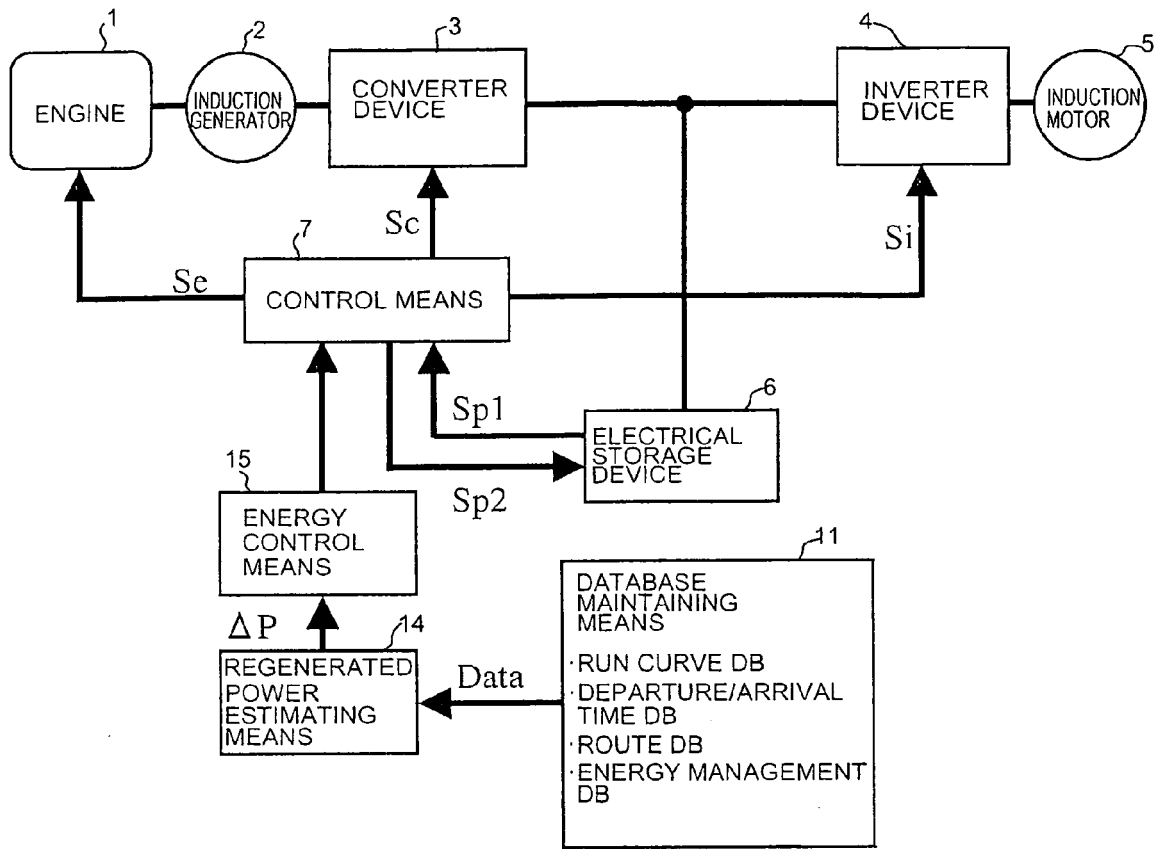 1
2
3
4
5
ENGINE
INDUCTION
GENERATOR
CONVERTER
DEVICE
INVERTER
DEVICE
INDUCTION
MOTOR
7
Sc
Si
Se
CONTROL MEANS
Sp1
6
ELECTRICAL
STORAGE
DEVICE
Sp2
15
ENERGY
CONTROL
MEANS
11
DATABASE
MAINTAINING
MEANS
·RUN CURVE DB
·DEPARTURE/ARRIVAL
TIME DB
·ROUTE DB
·ENERGY MANAGEMENT
DB
ΔP
14
REGENERATED
POWER
ESTIMATING
MEANS
Data